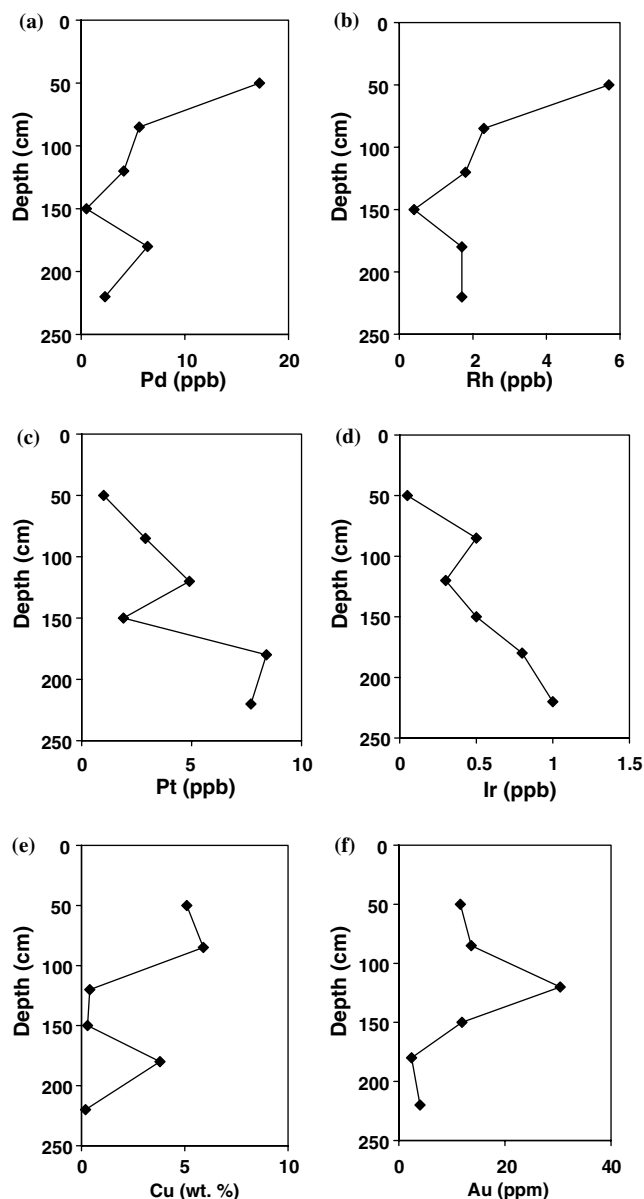 (a)
0
50
100
150
200
250
Depth (cm)
0 10 20
Pd (ppb)
(b)
0
50
100
150
200
250
Depth (cm)
0 2 4 6
Rh (ppb)
(c)
0
50
100
150
200
250
Depth (cm)
0 5 10
Pt (ppb)
(d)
0
50
100
150
200
250
Depth (cm)
0 0.5 1 1.5
Ir (ppb)
(e)
0
50
100
150
200
250
Depth (cm)
0 5 10
Cu (wt. %)
(f)
0
50
100
150
200
250
Depth (cm)
0 20 40
Au (ppm)